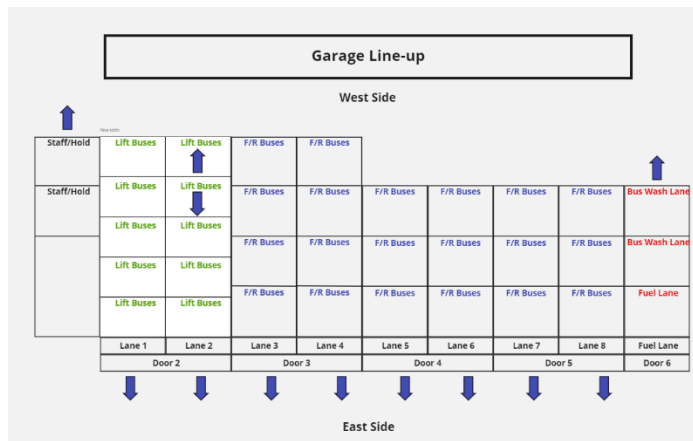 Garage Line-up
West Side
Staff/Hold Lift Buses Lift Buses F/R Buses F/R Buses
Lift Buses Lift Buses
Staff/Hold F/R Buses F/R Buses F/R Buses F/R Buses F/R Buses F/R Buses Bus Wash Lane
Lift Buses Lift Buses
F/R Buses F/R Buses F/R Buses F/R Buses F/R Buses F/R Buses Bus Wash Lane
Lift Buses Lift Buses
F/R Buses F/R Buses F/R Buses F/R Buses F/R Buses F/R Buses Fuel Lane
Lift Buses Lift Buses
Lane 1 Lane 2 Lane 3 Lane 4 Lane 5 Lane 6 Lane 7 Lane 8 Fuel Lane
Door 2 Door 3 Door 4 Door 5 Door 6
East Side